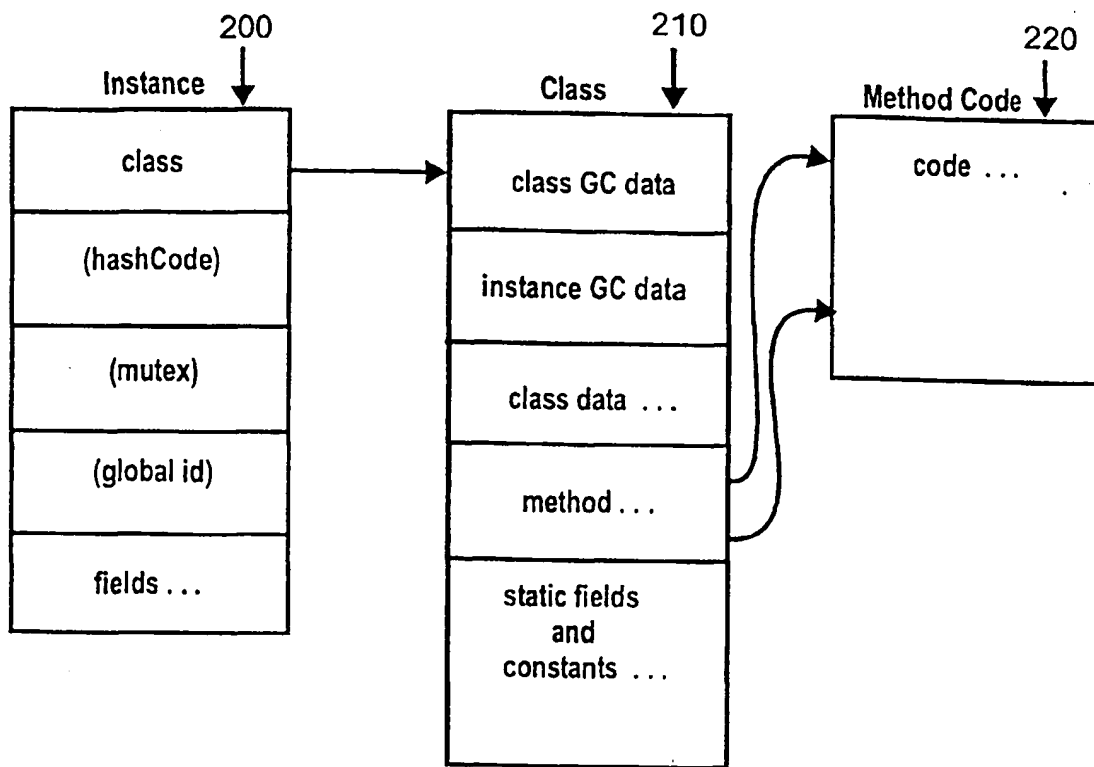 200
Instance
class
(hashCode)
(mutex)
(global id)
fields . . .
210
Class
class GC data
instance GC data
class data . . .
method . . .
static fields
and
constants . . .
220
Method Code
code . . .